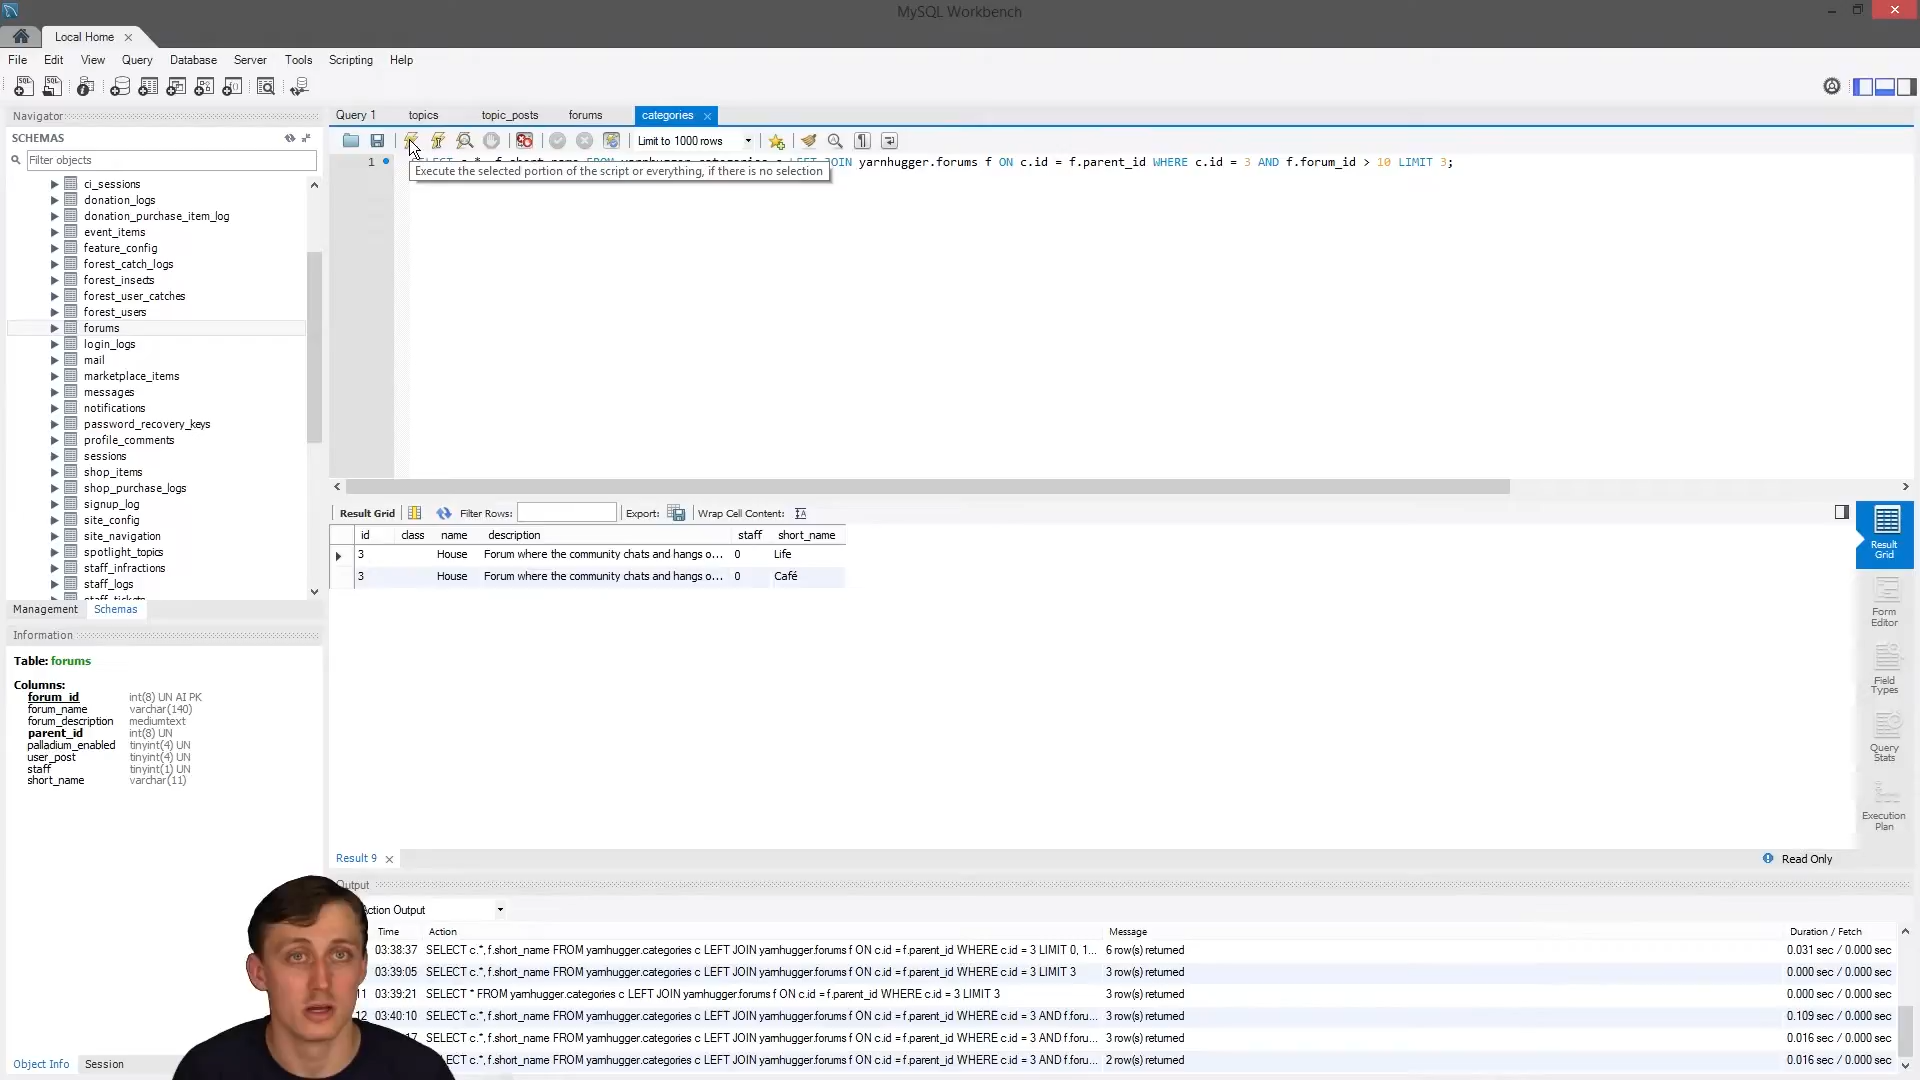 MySQL Workbench
Local Home
File Edit View Query Database Server Tools Scripting Help
Navigator
SCHEMAS
Filter objects
ci_sessions
donation_logs
donation_purchase_item_log
event_items
feature_config
forest_catch_logs
forest_insects
forest_user_catches
forest_users
forums
login_logs
mail
marketplace_items
messages
notifications
password_recovery_keys
profile_comments
sessions
shop_items
shop_purchase_logs
signup_log
site_config
site_navigation
spotlight_topics
staff_infractions
staff_logs
staff_tickets
Management Schemas
Information
Table: forums
Columns:
forum_id int(8) UN AI PK
forum_name varchar(140)
forum_description mediumtext
parent_id int(8) UN
palladium_enabled tinyint(4) UN
user_post tinyint(4) UN
staff tinyint(1) UN
short_name varchar(11)
Object Info Session
Query 1 topics topic_posts forums categories
Limit to 1000 rows
1 SELECT c.*, f.short_name FROM yarnhugger.categories c LEFT JOIN yarnhugger.forums f ON c.id = f.parent_id WHERE c.id = 3 AND f.forum_id > 10 LIMIT 3;
Execute the selected portion of the script or everything, if there is no selection
Result Grid Filter Rows: Export: Wrap Cell Content:
id class name description staff short_name
3 House Forum where the community chats and hangs o... 0 Life
3 House Forum where the community chats and hangs o... 0 Café
Result Grid
Form Editor
Field Types
Query Stats
Execution Plan
Result 9
Read Only
Output
Action Output
Time Action Message Duration / Fetch
03:38:37 SELECT c.*, f.short_name FROM yarnhugger.categories c LEFT JOIN yarnhugger.forums f ON c.id = f.parent_id WHERE c.id = 3 LIMIT 0, 1... 6 row(s) returned 0.031 sec / 0.000 sec
03:39:05 SELECT c.*, f.short_name FROM yarnhugger.categories c LEFT JOIN yarnhugger.forums f ON c.id = f.parent_id WHERE c.id = 3 LIMIT 3 3 row(s) returned 0.000 sec / 0.000 sec
11 03:39:21 SELECT * FROM yarnhugger.categories c LEFT JOIN yarnhugger.forums f ON c.id = f.parent_id WHERE c.id = 3 LIMIT 3 3 row(s) returned 0.000 sec / 0.000 sec
12 03:40:10 SELECT c.*, f.short_name FROM yarnhugger.categories c LEFT JOIN yarnhugger.forums f ON c.id = f.parent_id WHERE c.id = 3 AND f.foru... 3 row(s) returned 0.109 sec / 0.000 sec
SELECT c.*, f.short_name FROM yarnhugger.categories c LEFT JOIN yarnhugger.forums f ON c.id = f.parent_id WHERE c.id = 3 AND f.foru... 3 row(s) returned 0.016 sec / 0.000 sec
ELECT c.*, f.short_name FROM yarnhugger.categories c LEFT JOIN yarnhugger.forums f ON c.id = f.parent_id WHERE c.id = 3 AND f.foru... 2 row(s) returned 0.016 sec / 0.000 sec